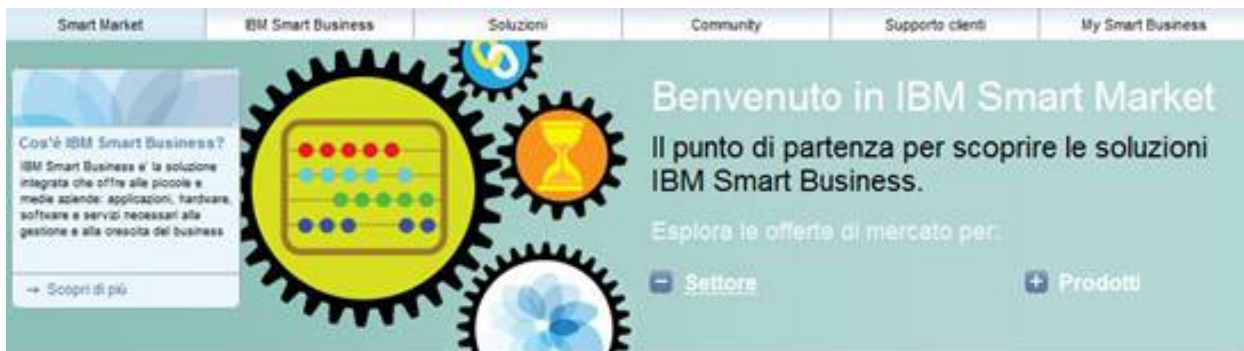 Smart Market
IBM Smart Business
Soluzioni
Community
Supporto clienti
My Smart Business
Cos'è IBM Smart Business?
IBM Smart Business e' la soluzione
integrata che offre alle piccole e
medie aziende: applicazioni, hardware,
software e servizi necessari alla
gestione e alla crescita del business
→ Scopri di più
Benvenuto in IBM Smart Market
Il punto di partenza per scoprire le soluzioni
IBM Smart Business.
Esplora le offerte di mercato per:
Settore
Prodotti